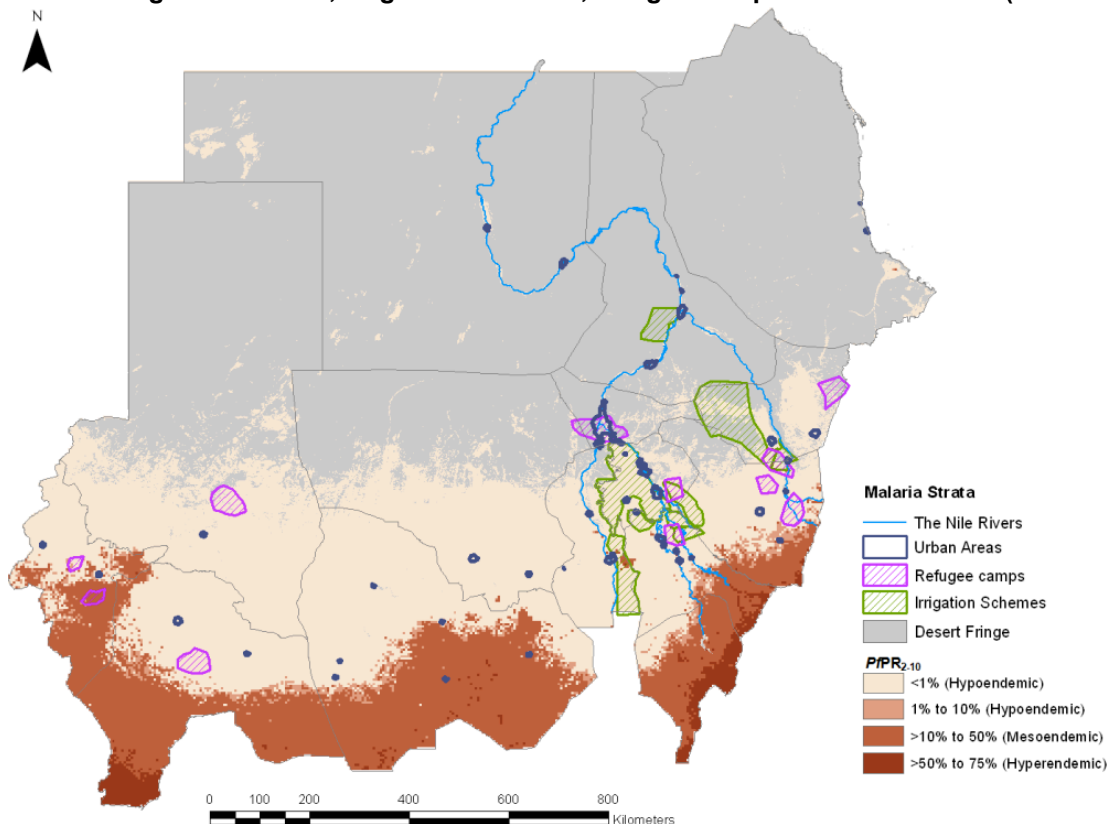 N
Malaria Strata
The Nile Rivers
Urban Areas
Refugee camps
Irrigation Schemes
Desert Fringe
PfPR2-10
<1% (Hypoendemic)
1% to 10% (Hypoendemic)
>10% to 50% (Mesoendemic)
>50% to 75% (Hyperendemic)
0 100 200 400 600 800
Kilometers